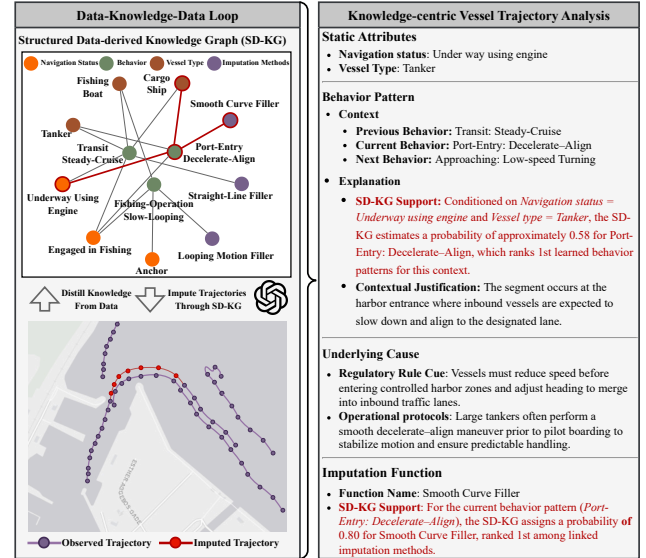 Data-Knowledge-Data Loop
Structured Data-derived Knowledge Graph (SD-KG)
Navigation Status
Behavior
Vessel Type
Imputation Methods
Fishing
Boat
Cargo
Ship
Smooth Curve Filler
Tanker
Transit
Steady-Cruise
Port-Entry
Decelerate-Align
Underway Using
Engine
Fishing-Operation
Slow-Looping
Straight-Line Filler
Engaged in Fishing
Looping Motion Filler
Anchor
Distill Knowledge
From Data
Impute Trajectories
Through SD-KG
Observed Trajectory
Imputed Trajectory
Knowledge-centric Vessel Trajectory Analysis
Static Attributes
• Navigation status: Under way using engine
• Vessel Type: Tanker
Behavior Pattern
• Context
• Previous Behavior: Transit: Steady-Cruise
• Current Behavior: Port-Entry: Decelerate–Align
• Next Behavior: Approaching: Low-speed Turning
• Explanation
• SD-KG Support: Conditioned on Navigation status =
Underway using engine and Vessel type = Tanker, the SD-
KG estimates a probability of approximately 0.58 for Port-
Entry: Decelerate–Align, which ranks 1st learned behavior
patterns for this context.
• Contextual Justification: The segment occurs at the
harbor entrance where inbound vessels are expected to
slow down and align to the designated lane.
Underlying Cause
• Regulatory Rule Cue: Vessels must reduce speed before
entering controlled harbor zones and adjust heading to merge
into inbound traffic lanes.
• Operational protocols: Large tankers often perform a
smooth decelerate–align maneuver prior to pilot boarding to
stabilize motion and ensure predictable handling.
Imputation Function
• Function Name: Smooth Curve Filler
• SD-KG Support: For the current behavior pattern (Port-
Entry: Decelerate–Align), the SD-KG assigns a probability of
0.80 for Smooth Curve Filler, ranked 1st among linked
imputation methods.